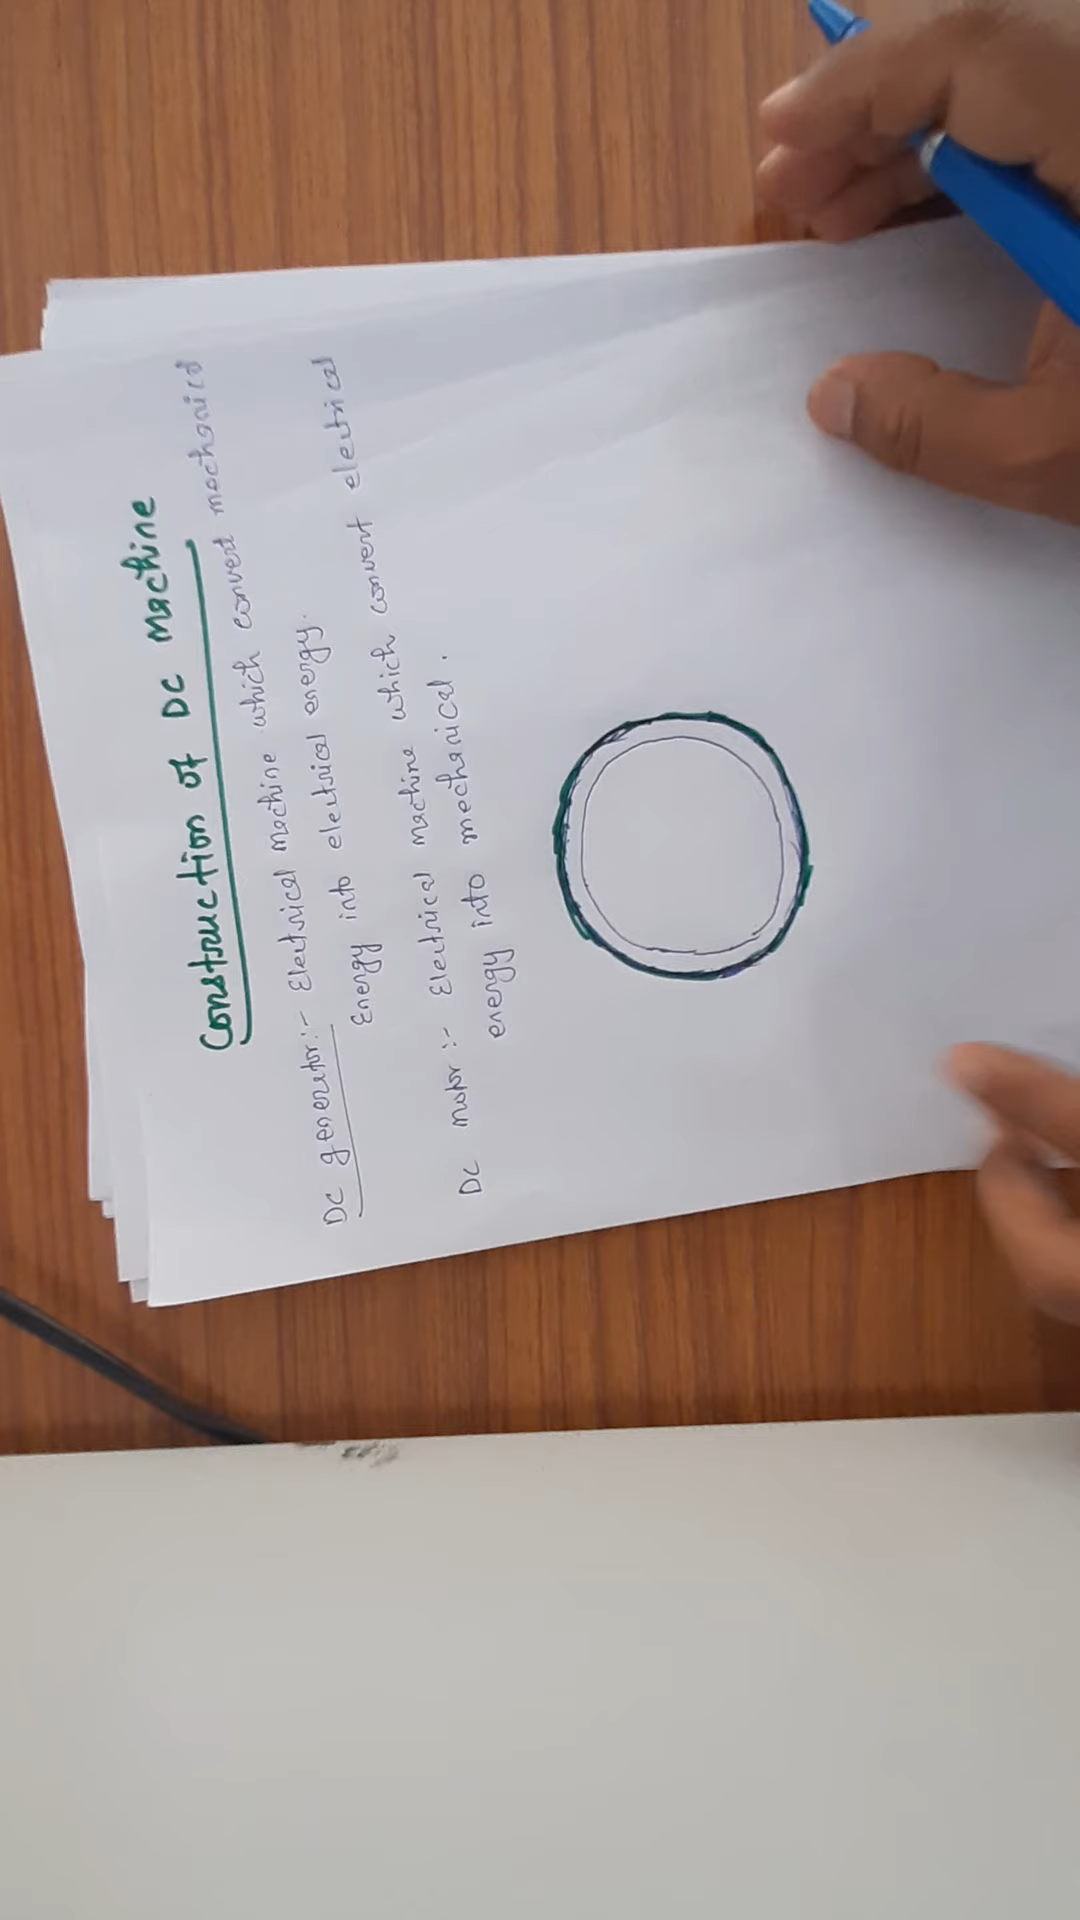 Construction of DC machine
DC generator:- Electrical machine which convert mechanical
Energy into electrical energy.
DC motor :- Electrical machine which convert electrical
energy into mechanical.